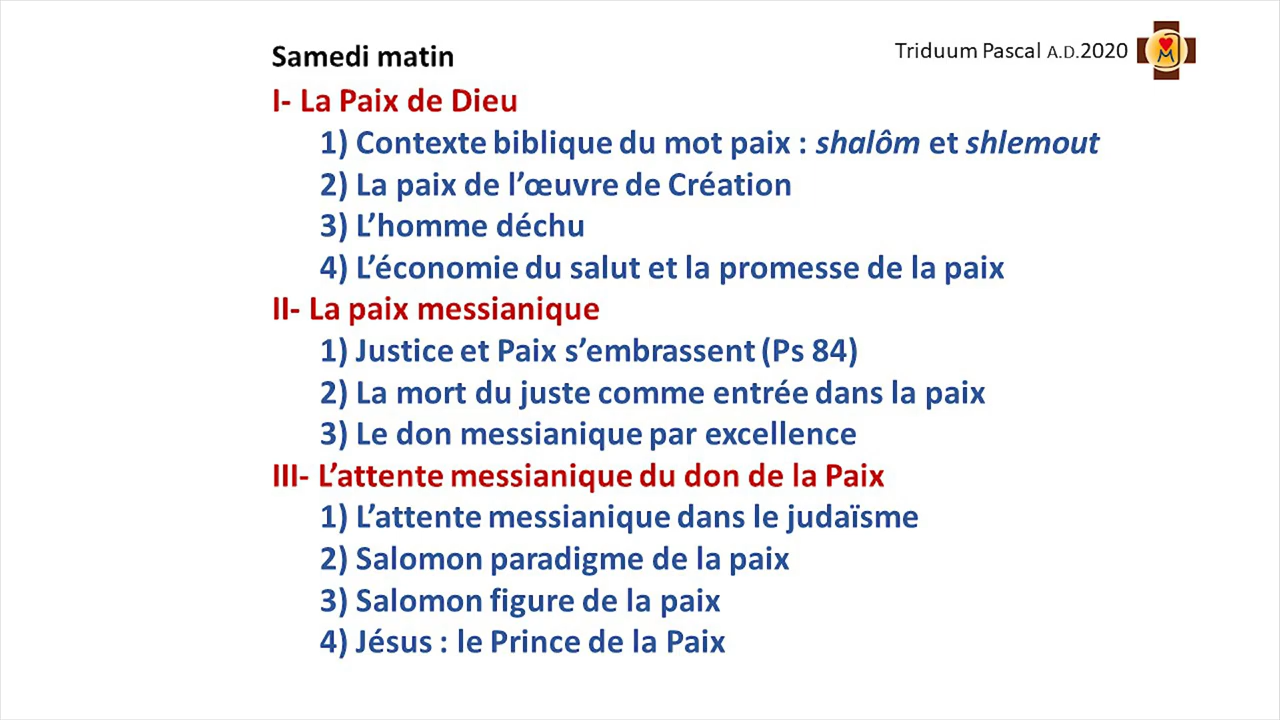 Samedi matin
Triduum Pascal A.D.2020
I- La Paix de Dieu
1) Contexte biblique du mot paix : shalôm et shlemout
2) La paix de l’œuvre de Création
3) L’homme déchu
4) L’économie du salut et la promesse de la paix
II- La paix messianique
1) Justice et Paix s’embrassent (Ps 84)
2) La mort du juste comme entrée dans la paix
3) Le don messianique par excellence
III- L’attente messianique du don de la Paix
1) L’attente messianique dans le judaïsme
2) Salomon paradigme de la paix
3) Salomon figure de la paix
4) Jésus : le Prince de la Paix